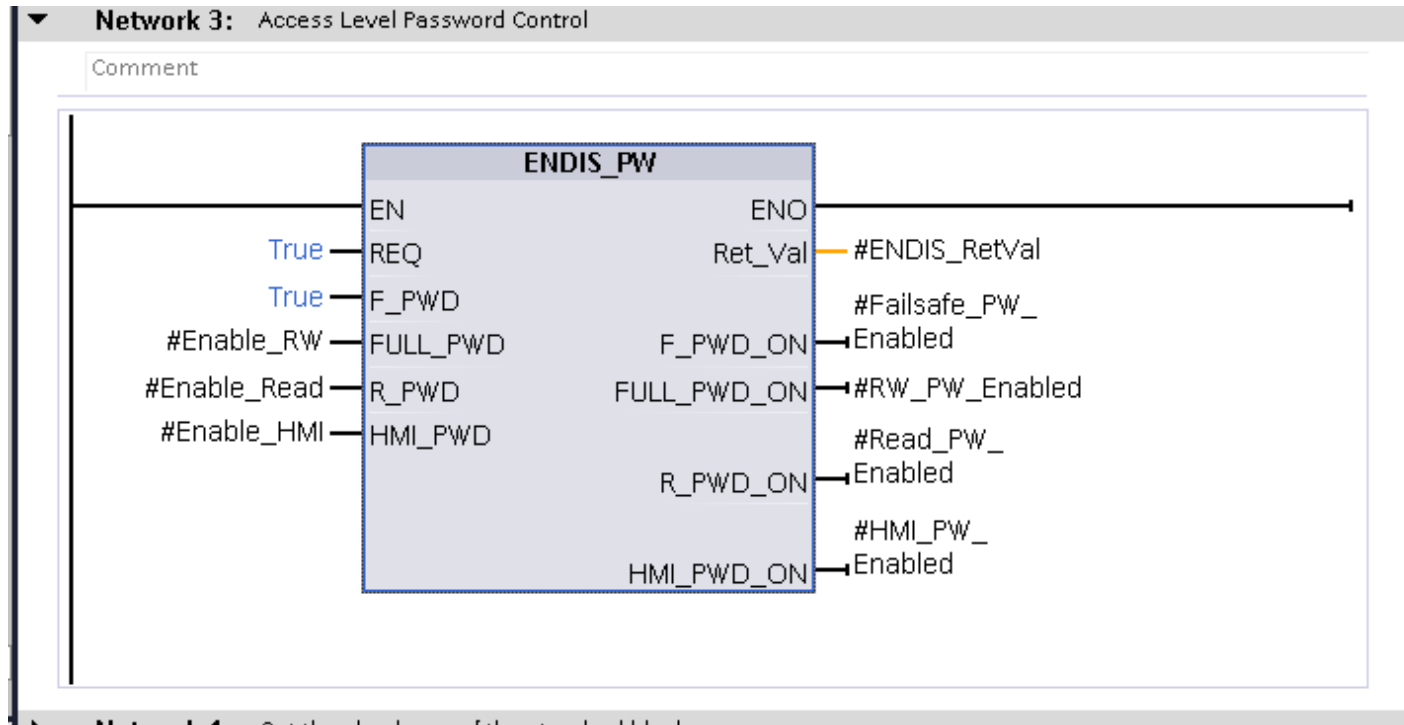 Network 3: Access Level Password Control
Comment
ENDIS_PW
EN ENO
True REQ Ret_Val #ENDIS_RetVal
True F_PWD #Failsafe_PW_
#Enable_RW FULL_PWD F_PWD_ON Enabled
#Enable_Read R_PWD FULL_PWD_ON #RW_PW_Enabled
#Enable_HMI HMI_PWD #Read_PW_
R_PWD_ON Enabled
#HMI_PW_
HMI_PWD_ON Enabled